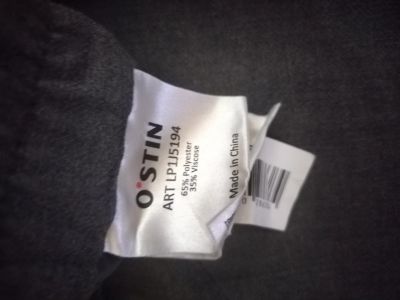 O'STIN
ART LP1J5194
65% Polyester
35% Viscose
Made in China